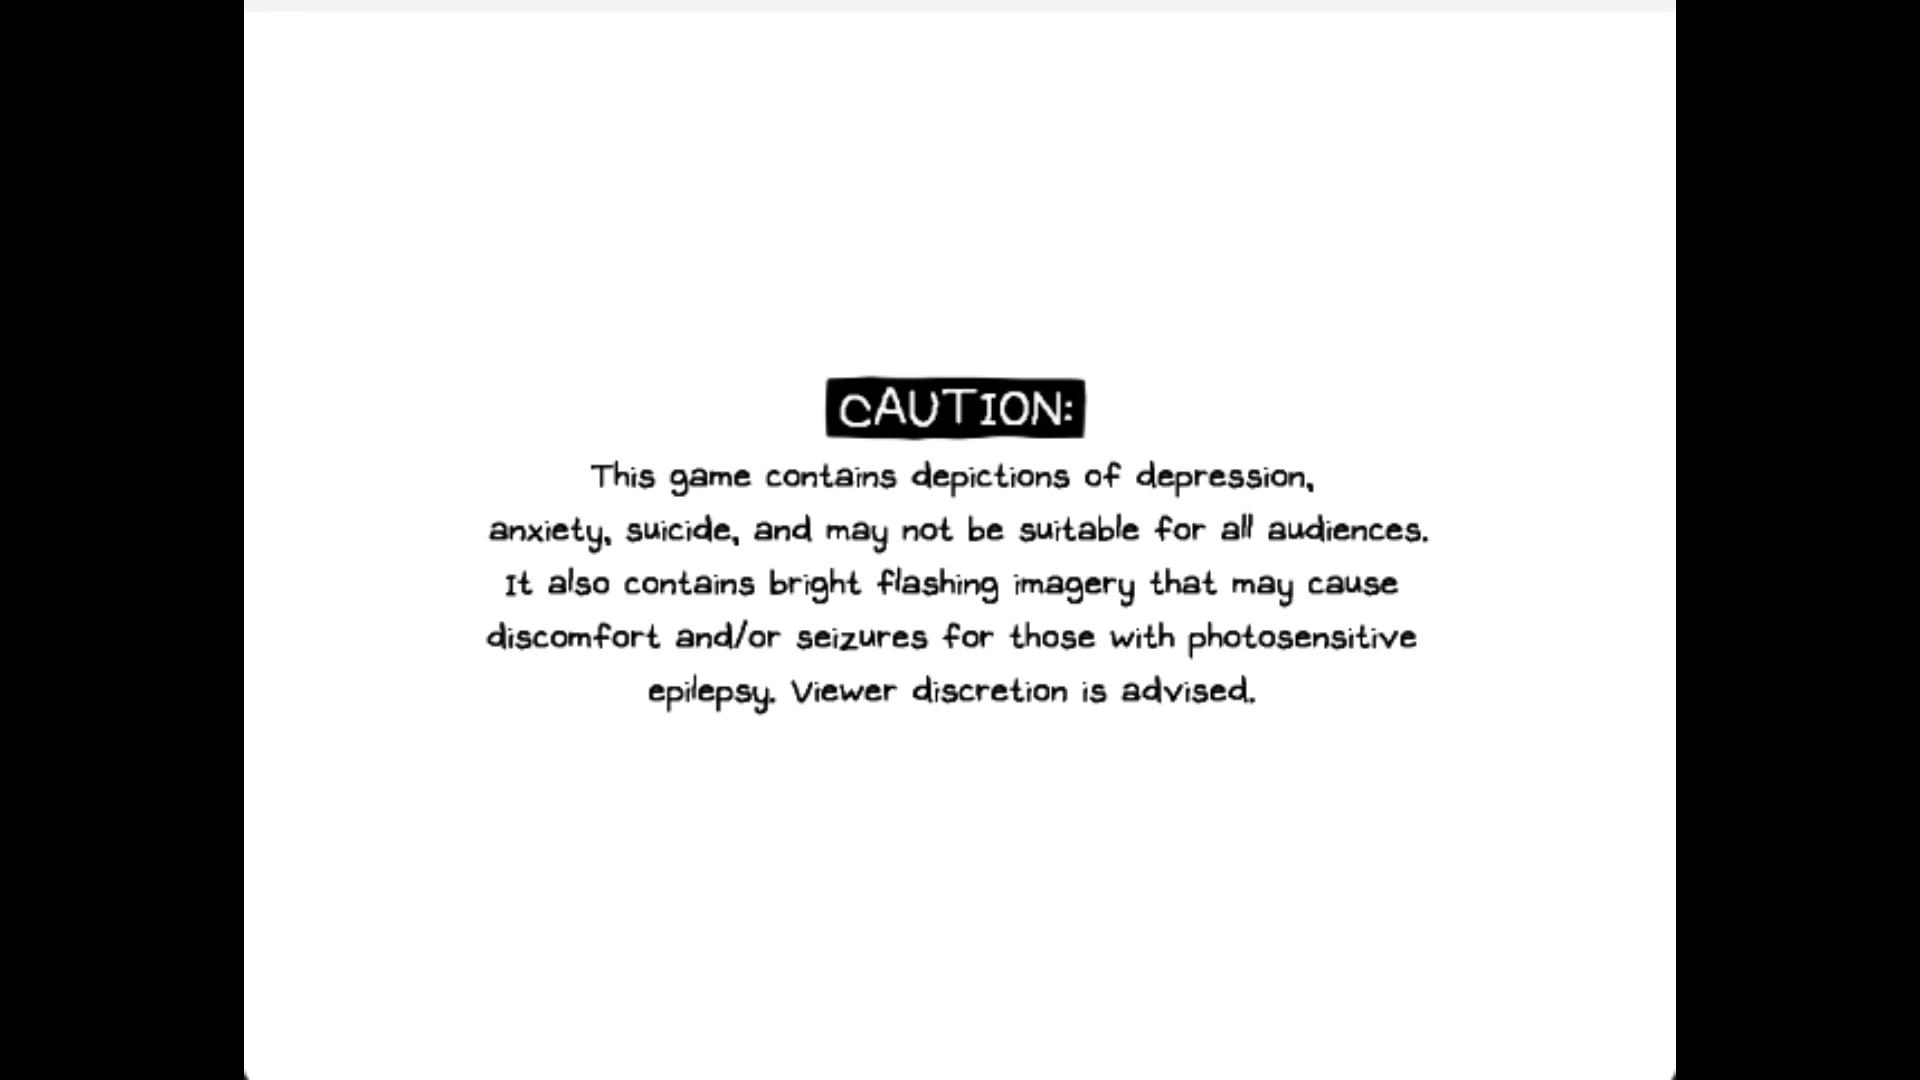 CAUTION:
This game contains depictions of depression,
anxiety, suicide, and may not be suitable for all audiences.
It also contains bright flashing imagery that may cause
discomfort and/or seizures for those with photosensitive
epilepsy. Viewer discretion is advised.